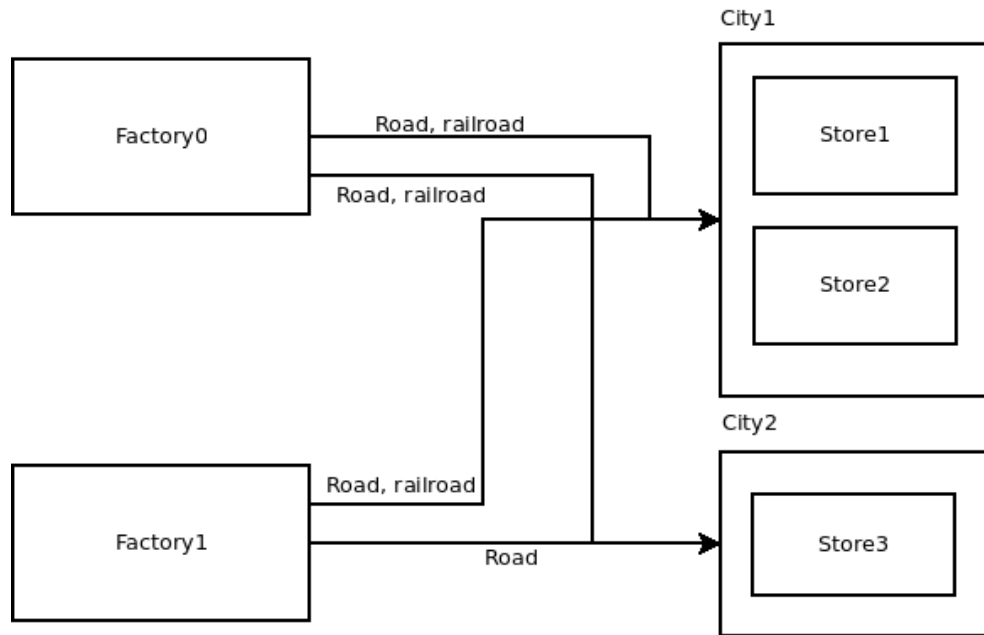 City1
Factory0
Road, railroad
Road, railroad
Store1
Store2
City2
Factory1
Road, railroad
Road
Store3